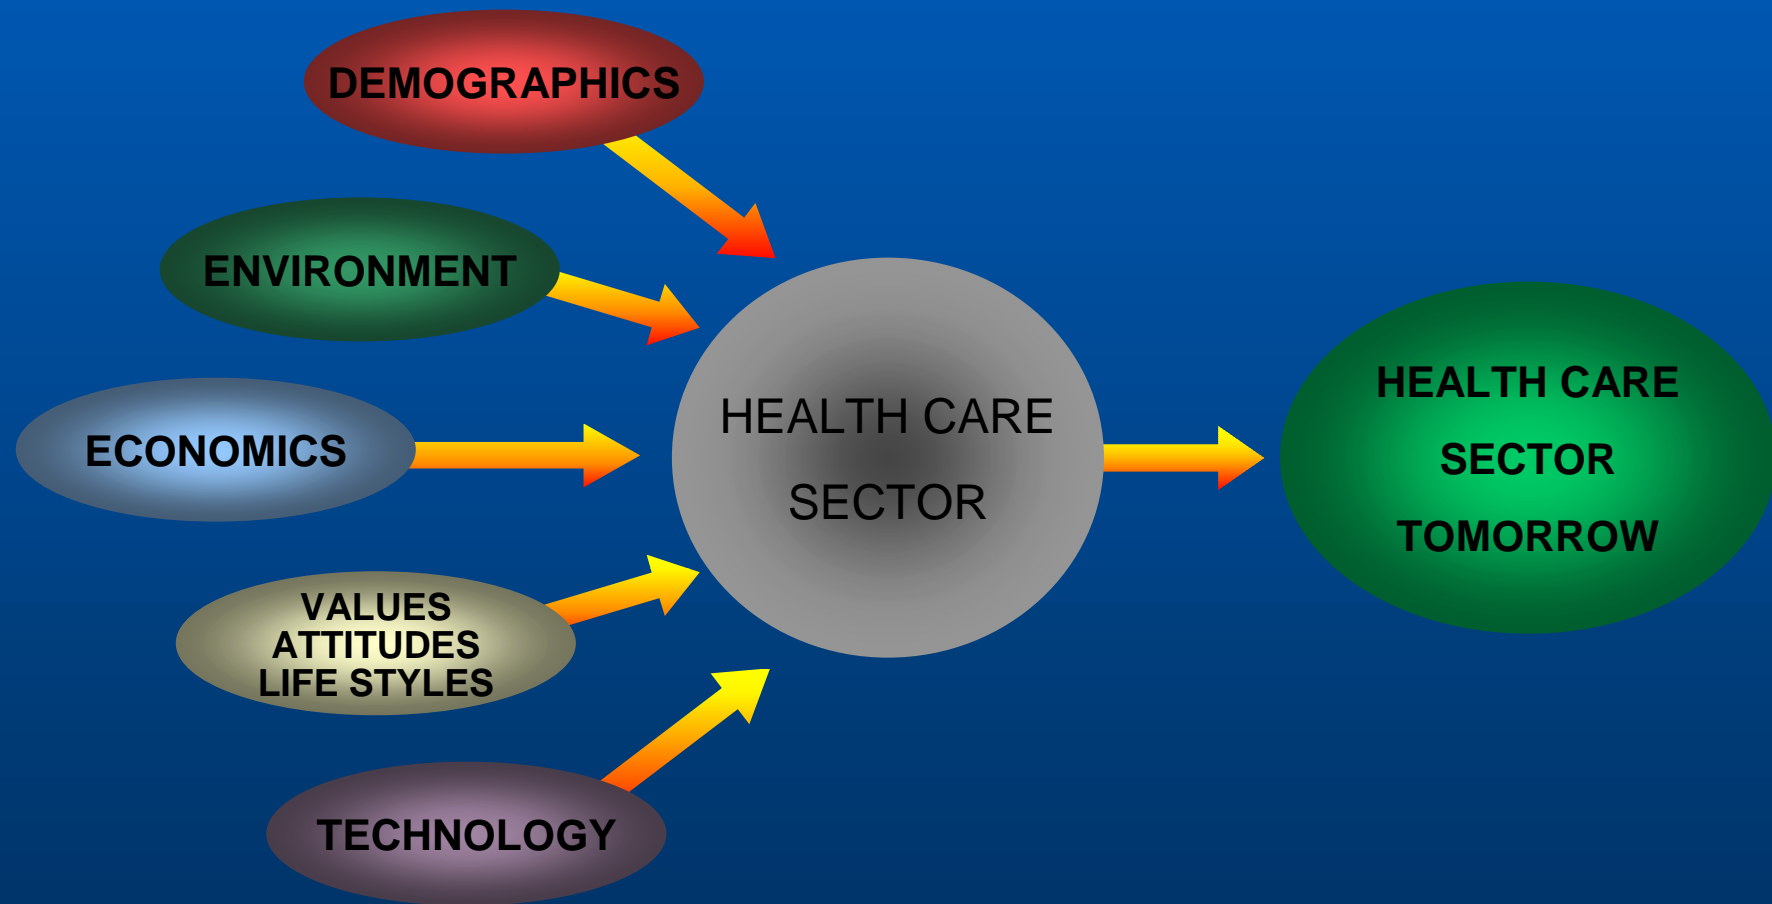 DEMOGRAPHICS
ENVIRONMENT
ECONOMICS
VALUES
ATTITUDES
LIFE STYLES
TECHNOLOGY
HEALTH CARE
SECTOR
HEALTH CARE
SECTOR
TOMORROW